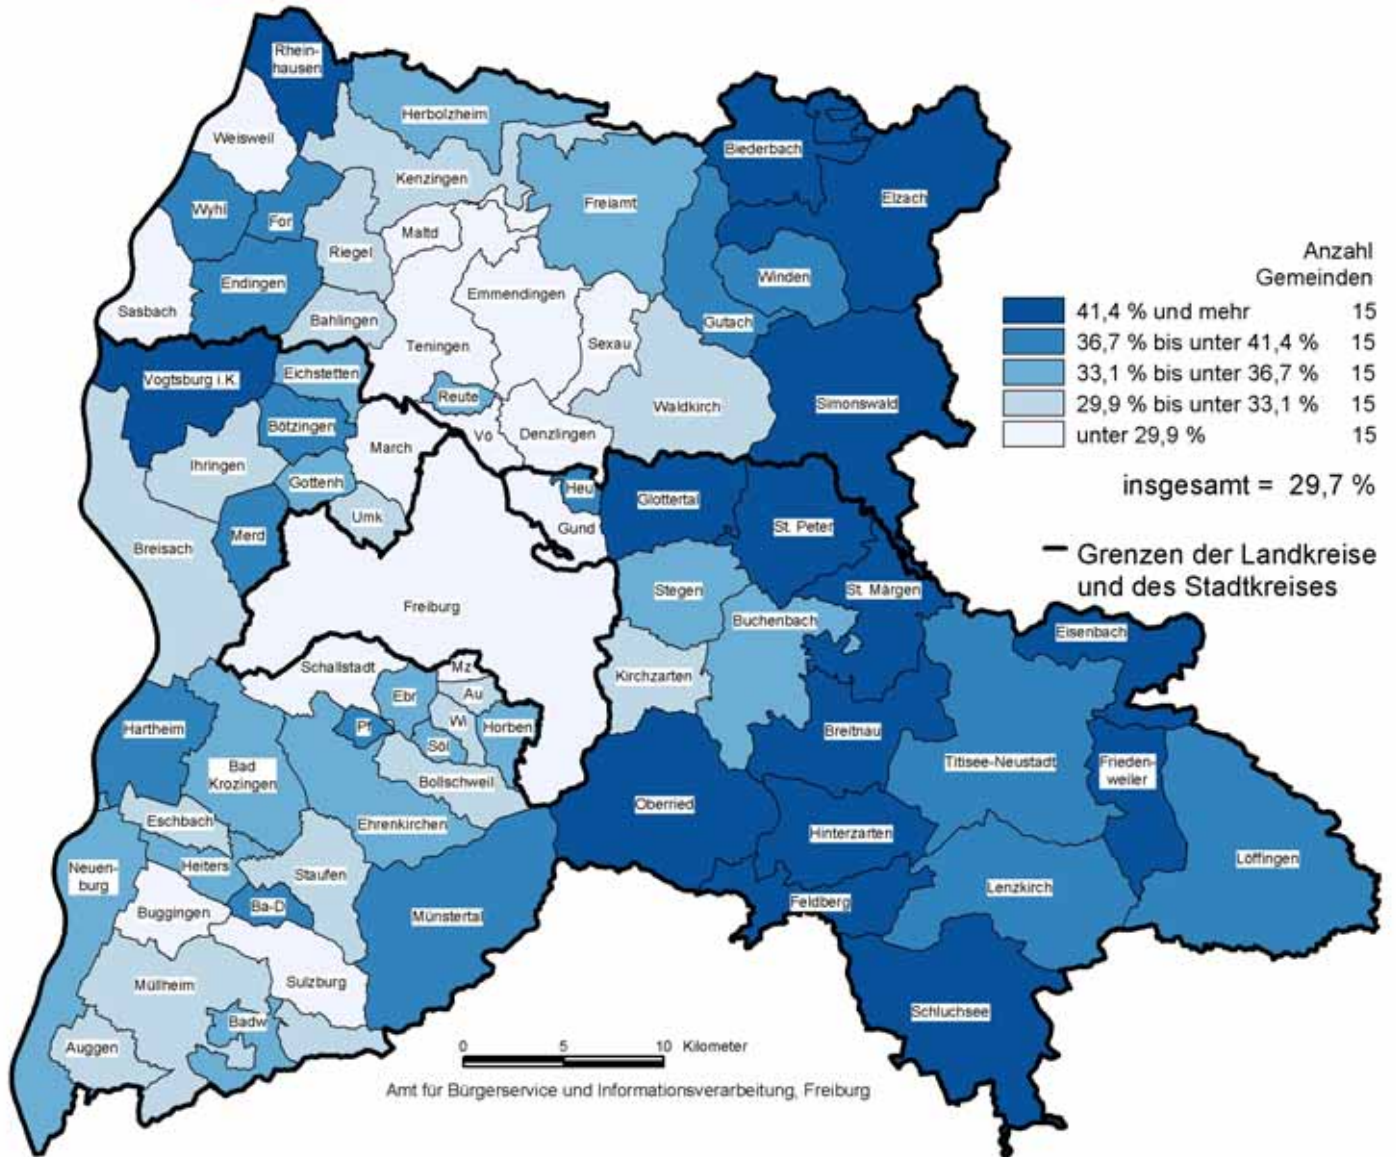 Rhein-
hausen
Weisweil
Herbolzheim
Biederbach
Kenzingen
Elzach
Wyhl
For
Freiamt
Maltd
Riegel
Endingen
Winden
Emmendingen
Sasbach
Bahlingen
Gutach
Teningen
Sexau
Vogtsburg i.K.
Eichstetten
Reute
Waldkirch
Simonswald
Bötzingen
March
Vö
Denzlingen
Ihringen
Gottenh
Heu
Glottertal
Umk
Gund
St. Peter
Merd
Breisach
Stegen
St. Märgen
Freiburg
Buchenbach
Eisenbach
Schallstadt
Mz
Kirchzarten
Ebr
Au
Hartheim
Pf
Wi
Horben
Breitnau
Söl
Titisee-Neustadt
Frieden-
weiler
Bad
Krozingen
Bollschweil
Oberried
Eschbach
Ehrenkirchen
Hinterzarten
Neuen-
burg
Heiters
Staufen
Löffingen
Lenzkirch
Buggingen
Ba-D
Münstertal
Feldberg
Müllheim
Sulzburg
Schluchsee
Badw
Auggen
Anzahl
Gemeinden
41,4 % und mehr 15
36,7 % bis unter 41,4 % 15
33,1 % bis unter 36,7 % 15
29,9 % bis unter 33,1 % 15
unter 29,9 % 15
insgesamt = 29,7 %
Grenzen der Landkreise
und des Stadtkreises
0 5 10 Kilometer
Amt für Bürgerservice und Informationsverarbeitung, Freiburg